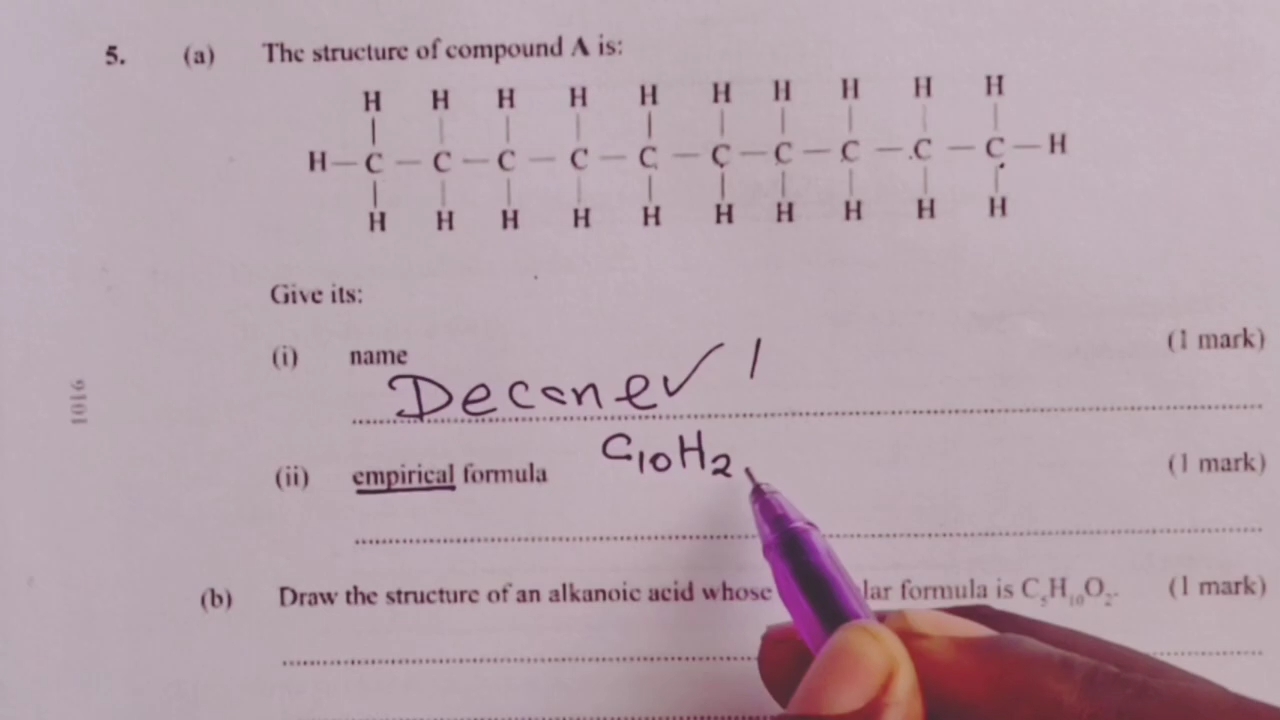 5. (a) The structure of compound A is:
H H H H H H H H H H
H — C — C — C — C — C — C — C — C — C — C — H
H H H H H H H H H H
Give its:
(i) name (1 mark)
Decane ✓ 1
C10H2
(ii) empirical formula (1 mark)
(b) Draw the structure of an alkanoic acid whose lar formula is C5H10O2. (1 mark)
1016